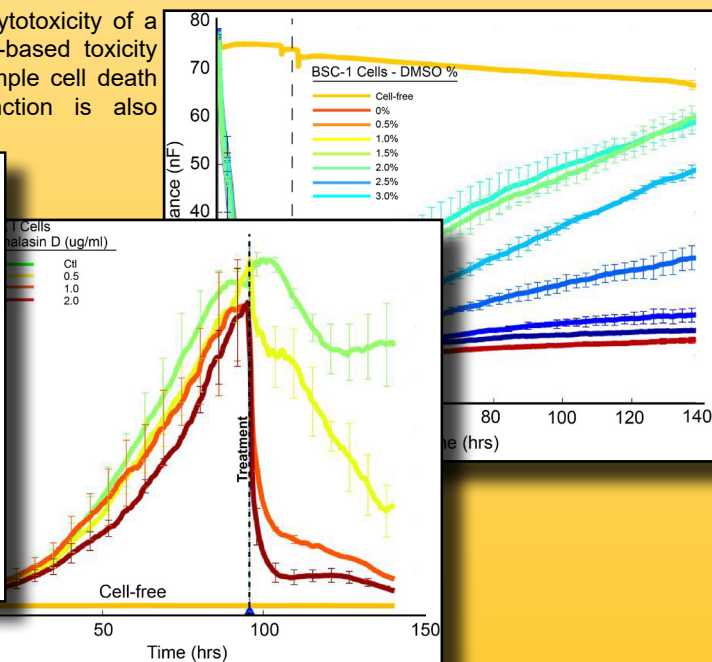 ytotoxicity of a
-based toxicity
mple cell death
nction is also
80
70
60
50
40
ance (nF)
BSC-1 Cells - DMSO %
Cell-free
0%
0.5%
1.0%
1.5%
2.0%
2.5%
3.0%
80 100 120 140
e (hrs)
Cells
nalasin D (ug/ml)
Ctl
0.5
1.0
2.0
Treatment
Cell-free
50 100 150
Time (hrs)